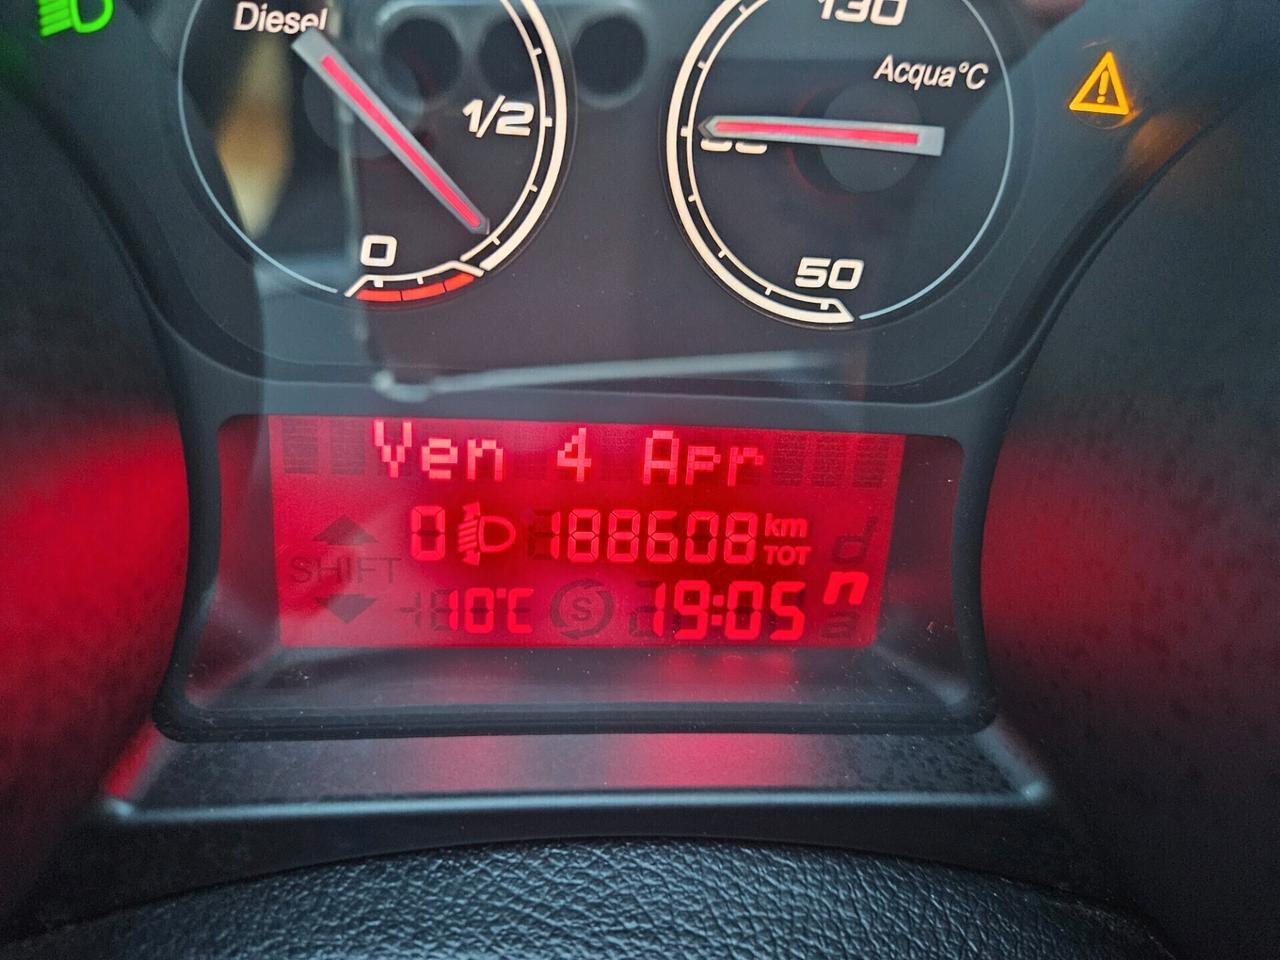 Diesel
1/2
0
130
Acqua°C
50
Ven 4 Apr
0 188608 km TOT
SHIFT
10°C S 19:05 n